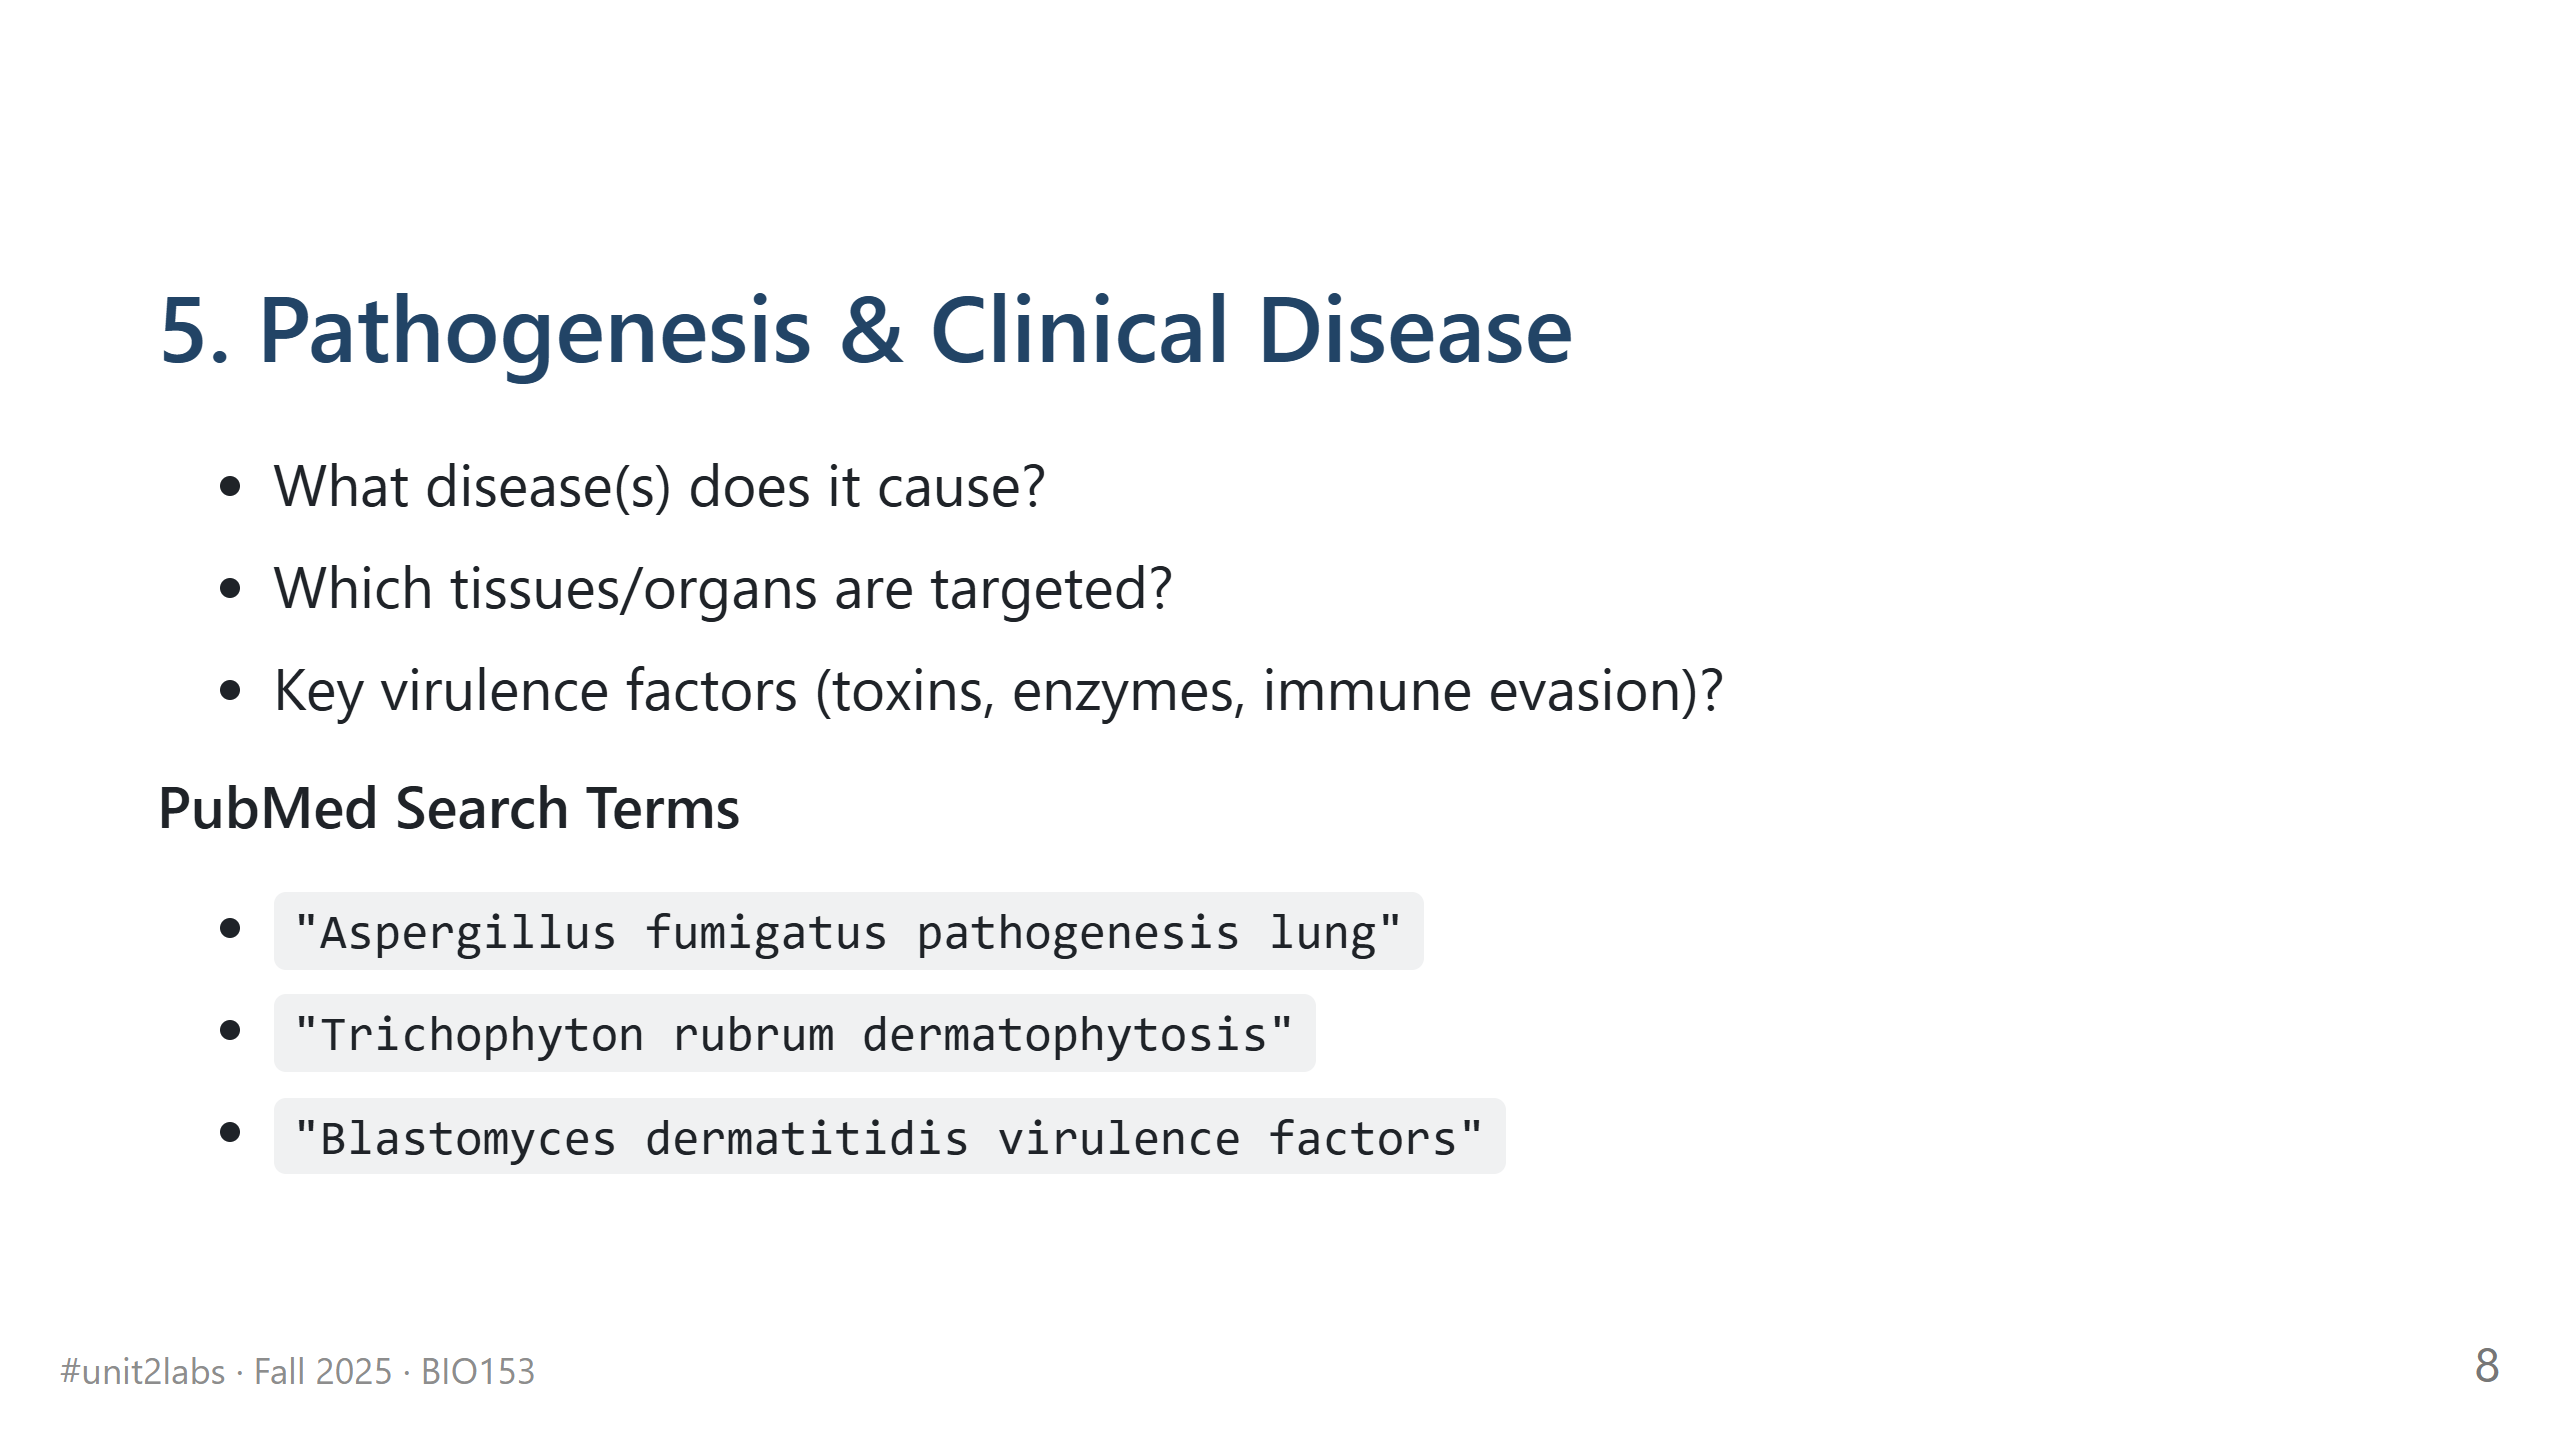 5. Pathogenesis & Clinical Disease
• What disease(s) does it cause?
• Which tissues/organs are targeted?
• Key virulence factors (toxins, enzymes, immune evasion)?
PubMed Search Terms
• "Aspergillus fumigatus pathogenesis lung"
• "Trichophyton rubrum dermatophytosis"
• "Blastomyces dermatitidis virulence factors"
#unit2labs · Fall 2025 · BIO153
8